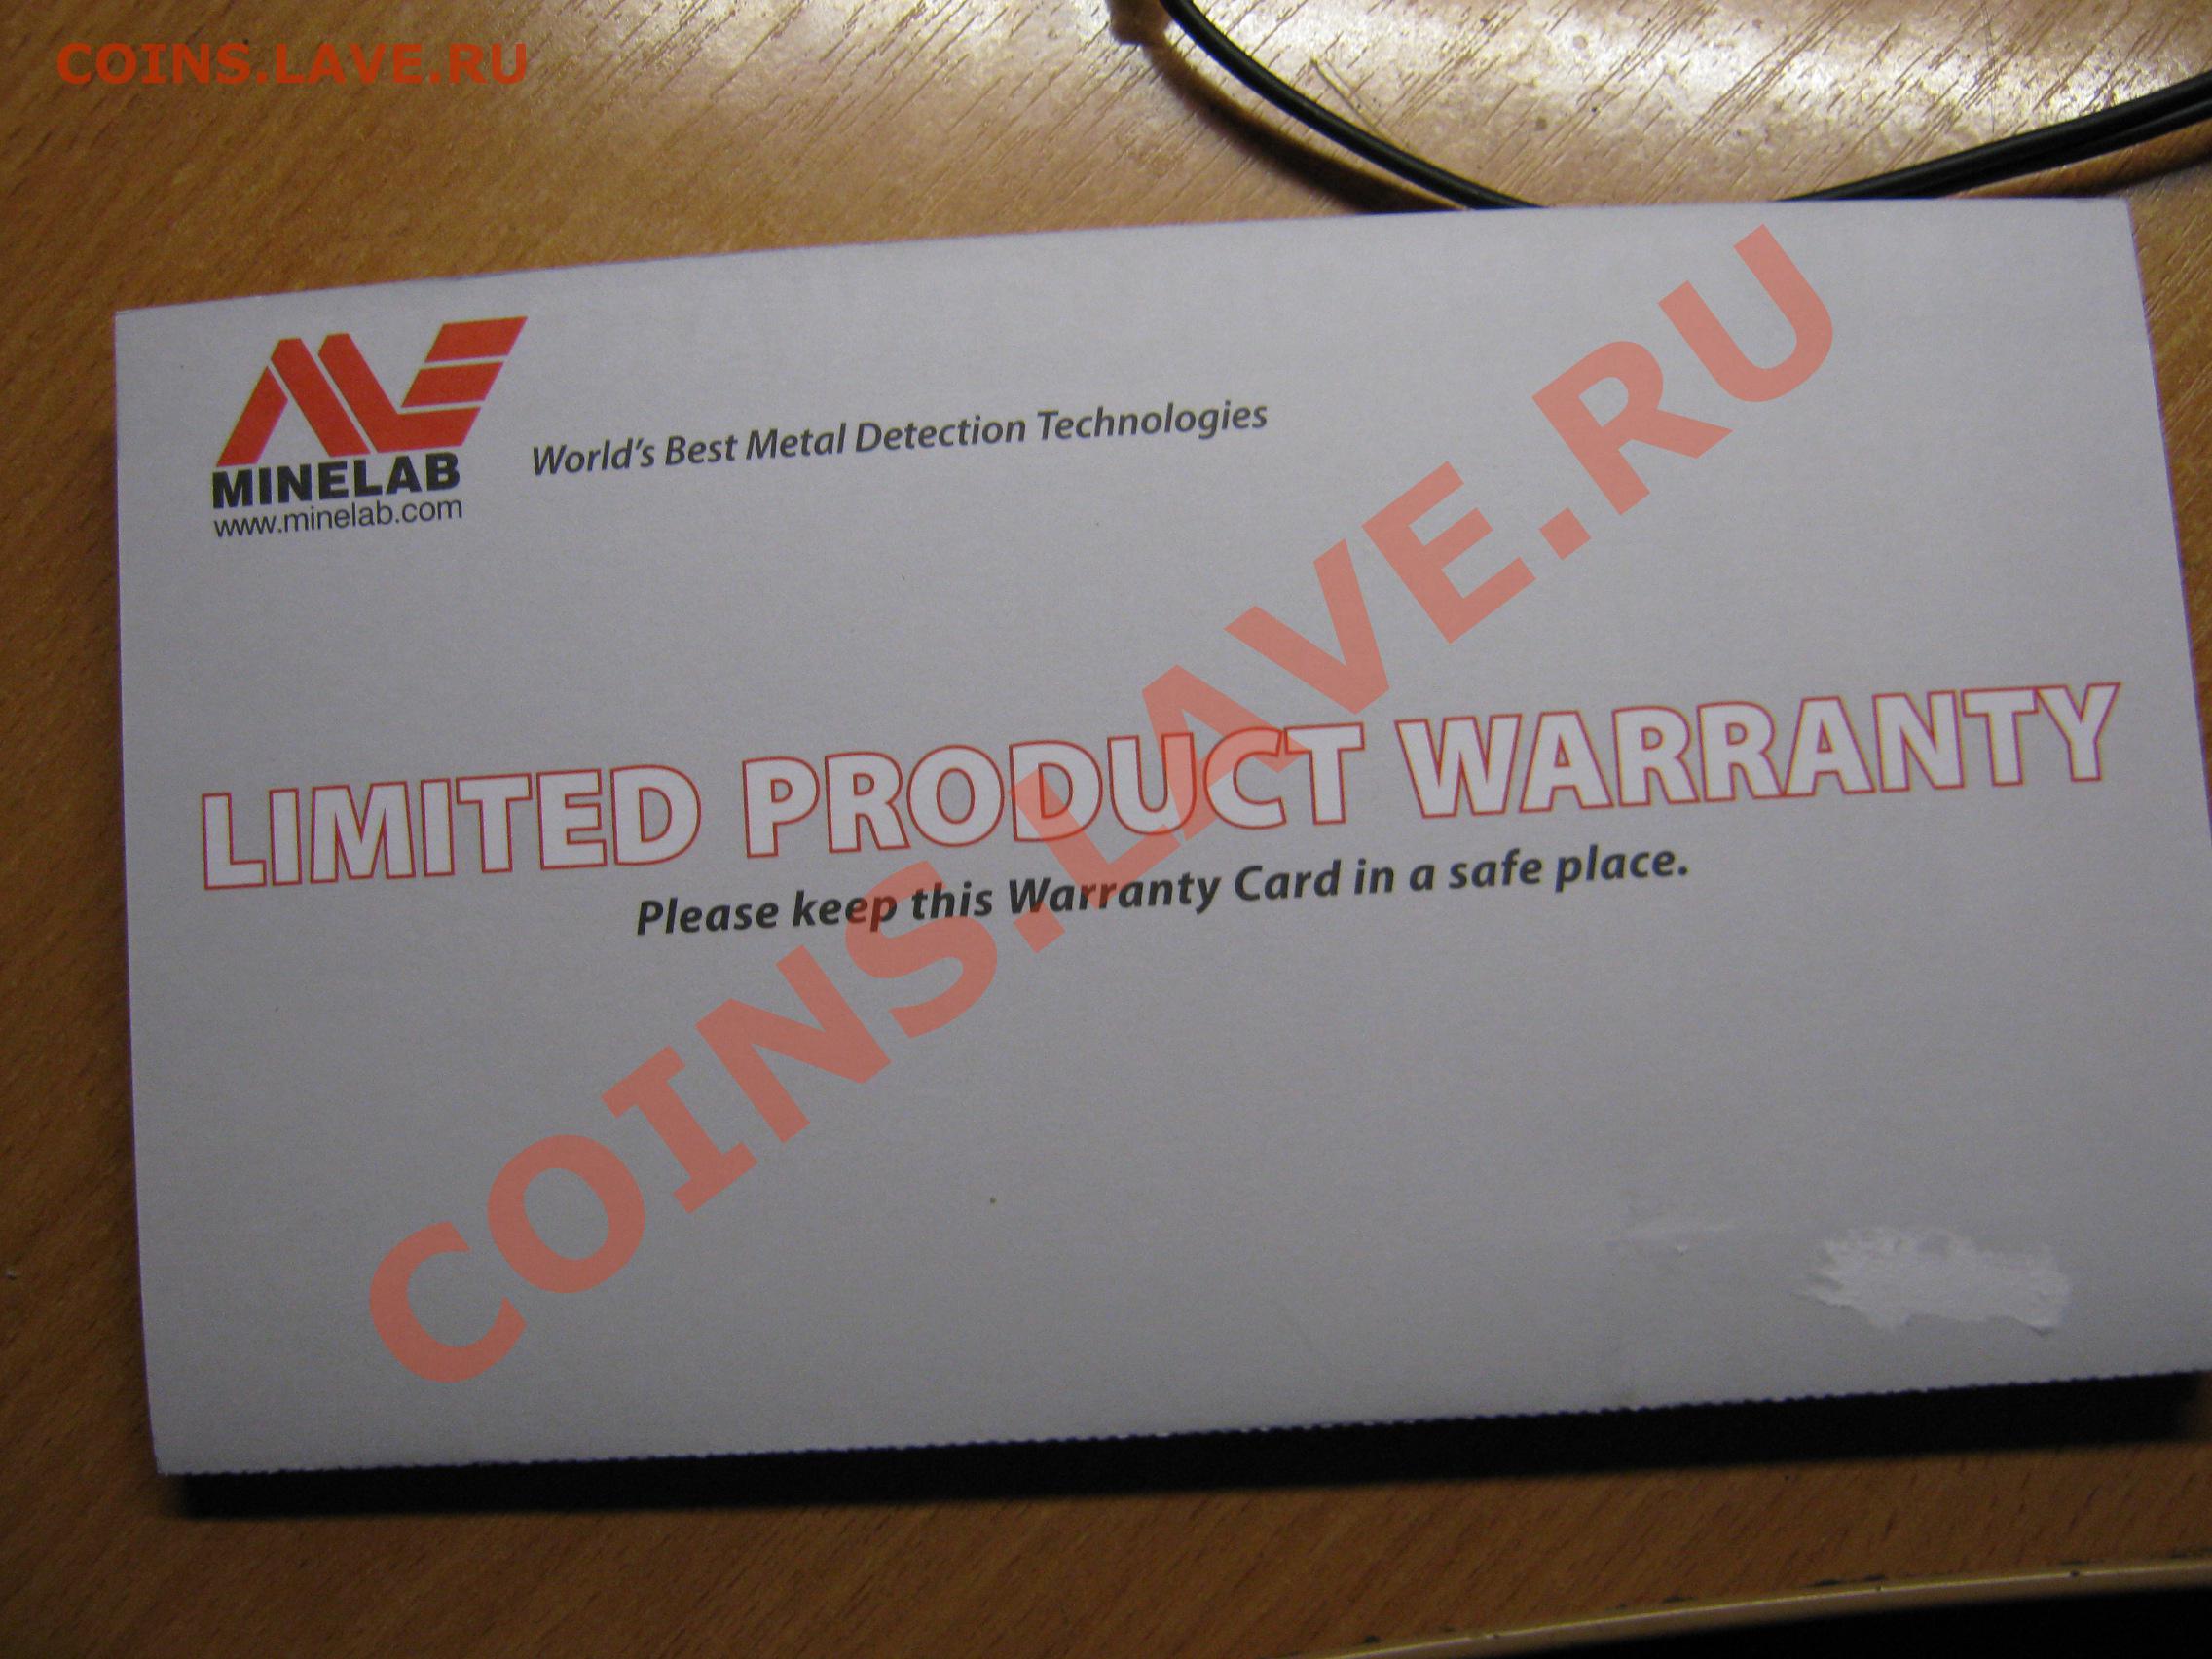 COINS.LAVE.RU
MINELAB
www.minelab.com
World's Best Metal Detection Technologies
LIMITED PRODUCT WARRANTY
Please keep this Warranty Card in a safe place.
COINS.LAVE.RU